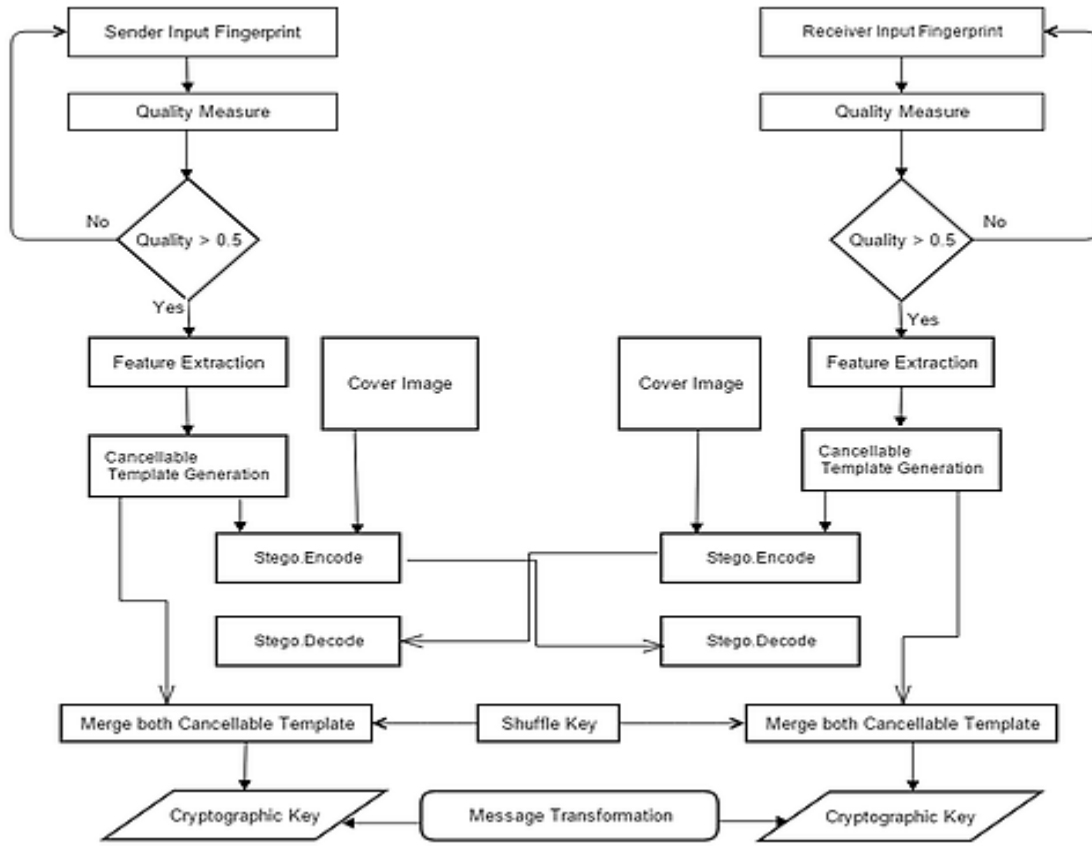 Sender Input Fingerprint
Receiver Input Fingerprint
Quality Measure
Quality Measure
No
Quality > 0.5
Quality > 0.5
No
Yes
Yes
Feature Extraction
Cover Image
Cover Image
Feature Extraction
Cancellable
Template Generation
Cancellable
Template Generation
Stego.Encode
Stego.Encode
Stego.Decode
Stego.Decode
Merge both Cancellable Template
Shuffle Key
Merge both Cancellable Template
Cryptographic Key
Message Transformation
Cryptographic Key